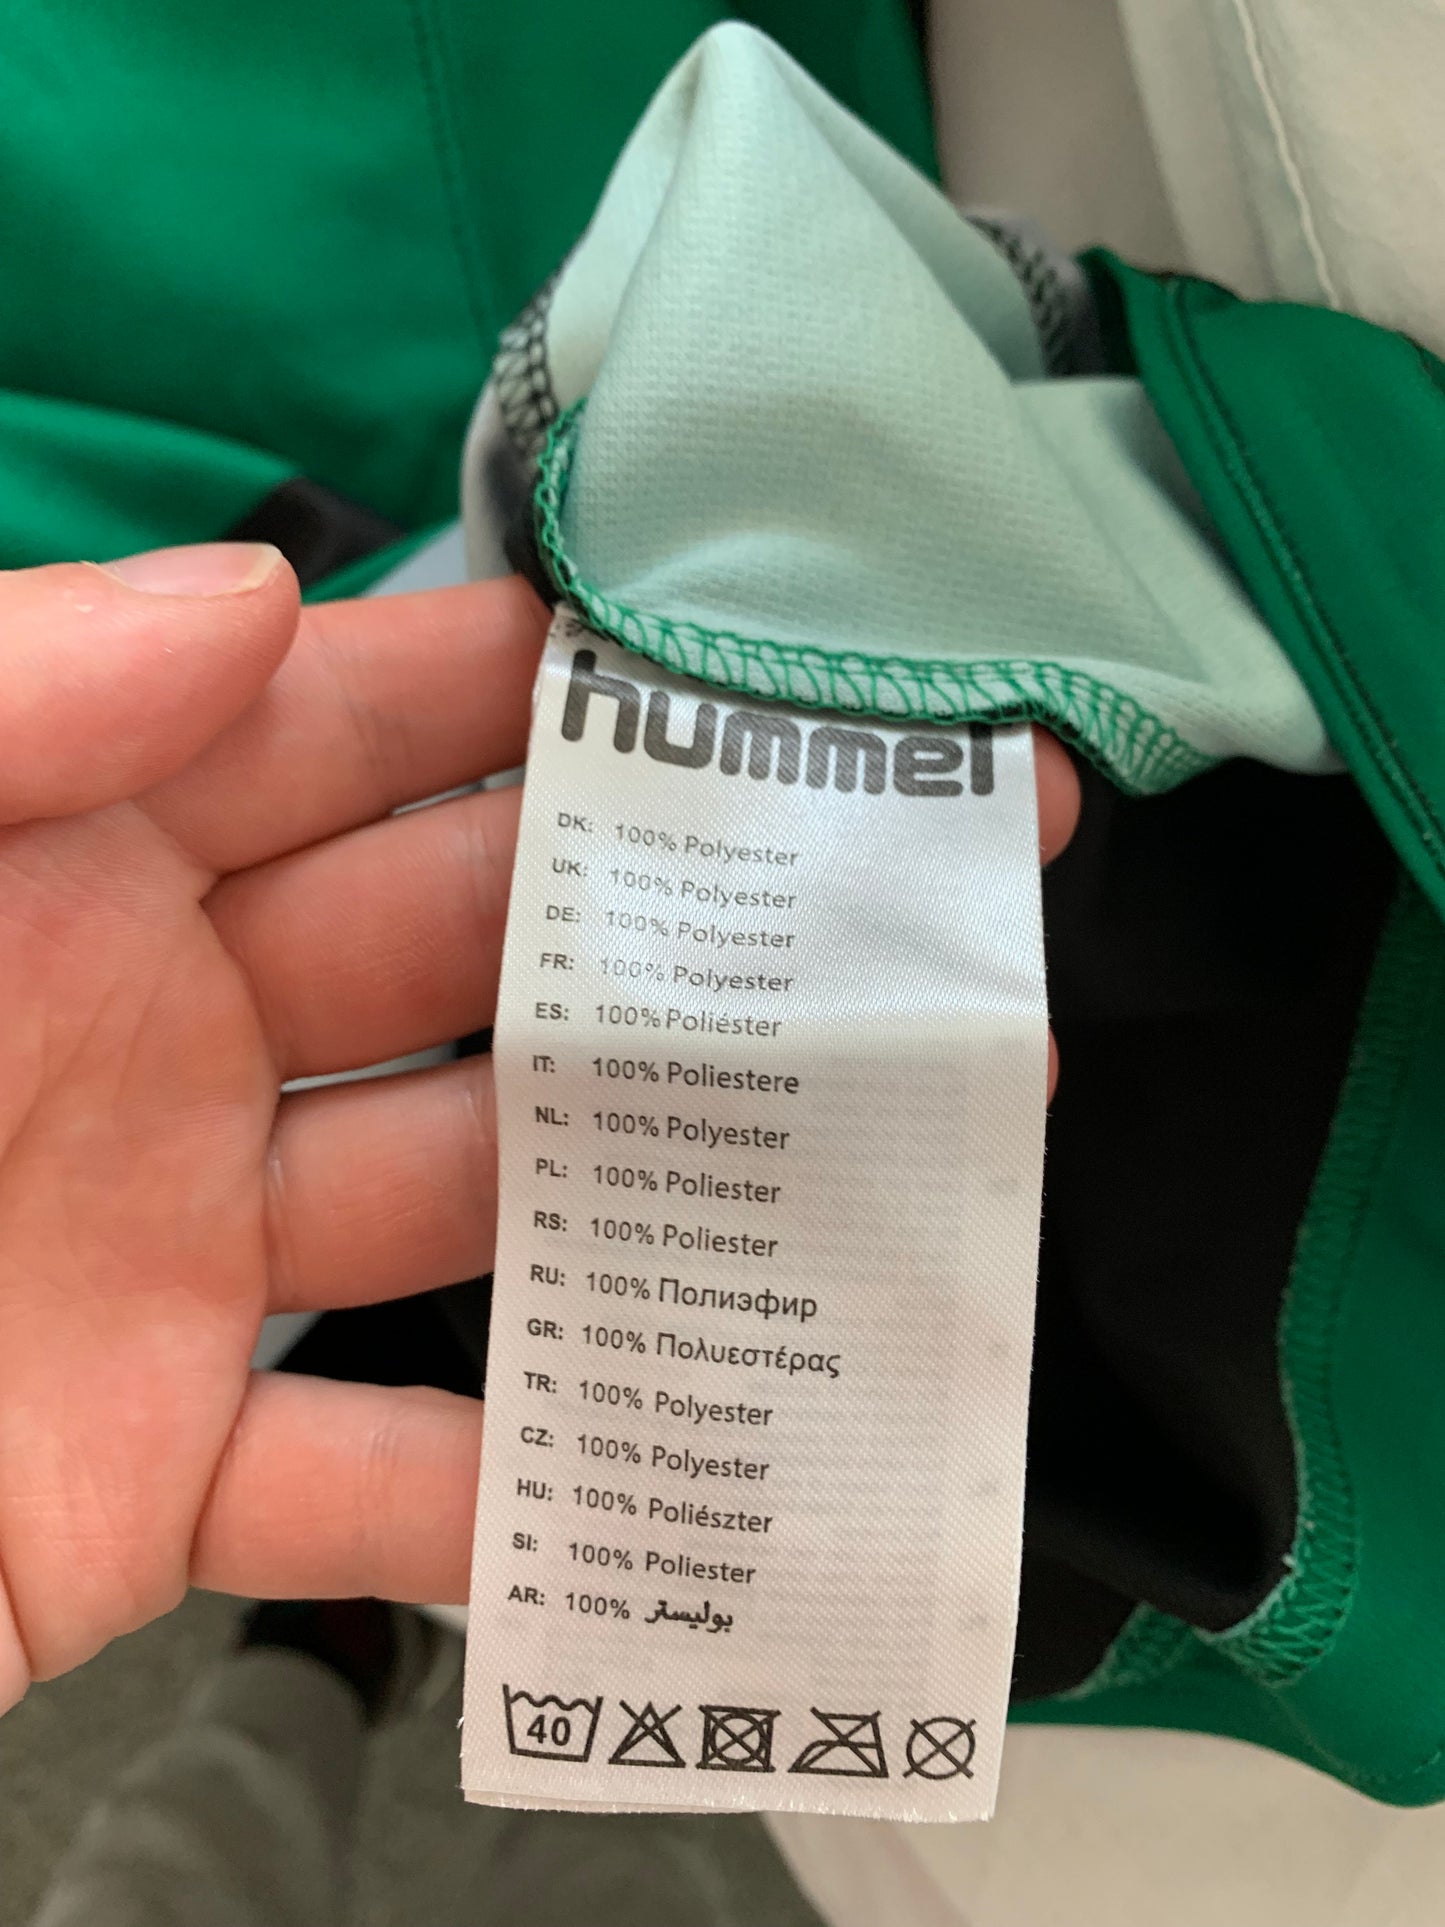 hummel
DK: 100% Polyester
UK: 100% Polyester
DE: 100% Polyester
FR: 100% Polyester
ES: 100% Poliéster
IT: 100% Poliestere
NL: 100% Polyester
PL: 100% Poliester
RS: 100% Poliester
RU: 100% Полиэфир
GR: 100% Πολυεστέρας
TR: 100% Polyester
CZ: 100% Polyester
HU: 100% Poliészter
SI: 100% Poliester
AR: 100% بوليستر
40